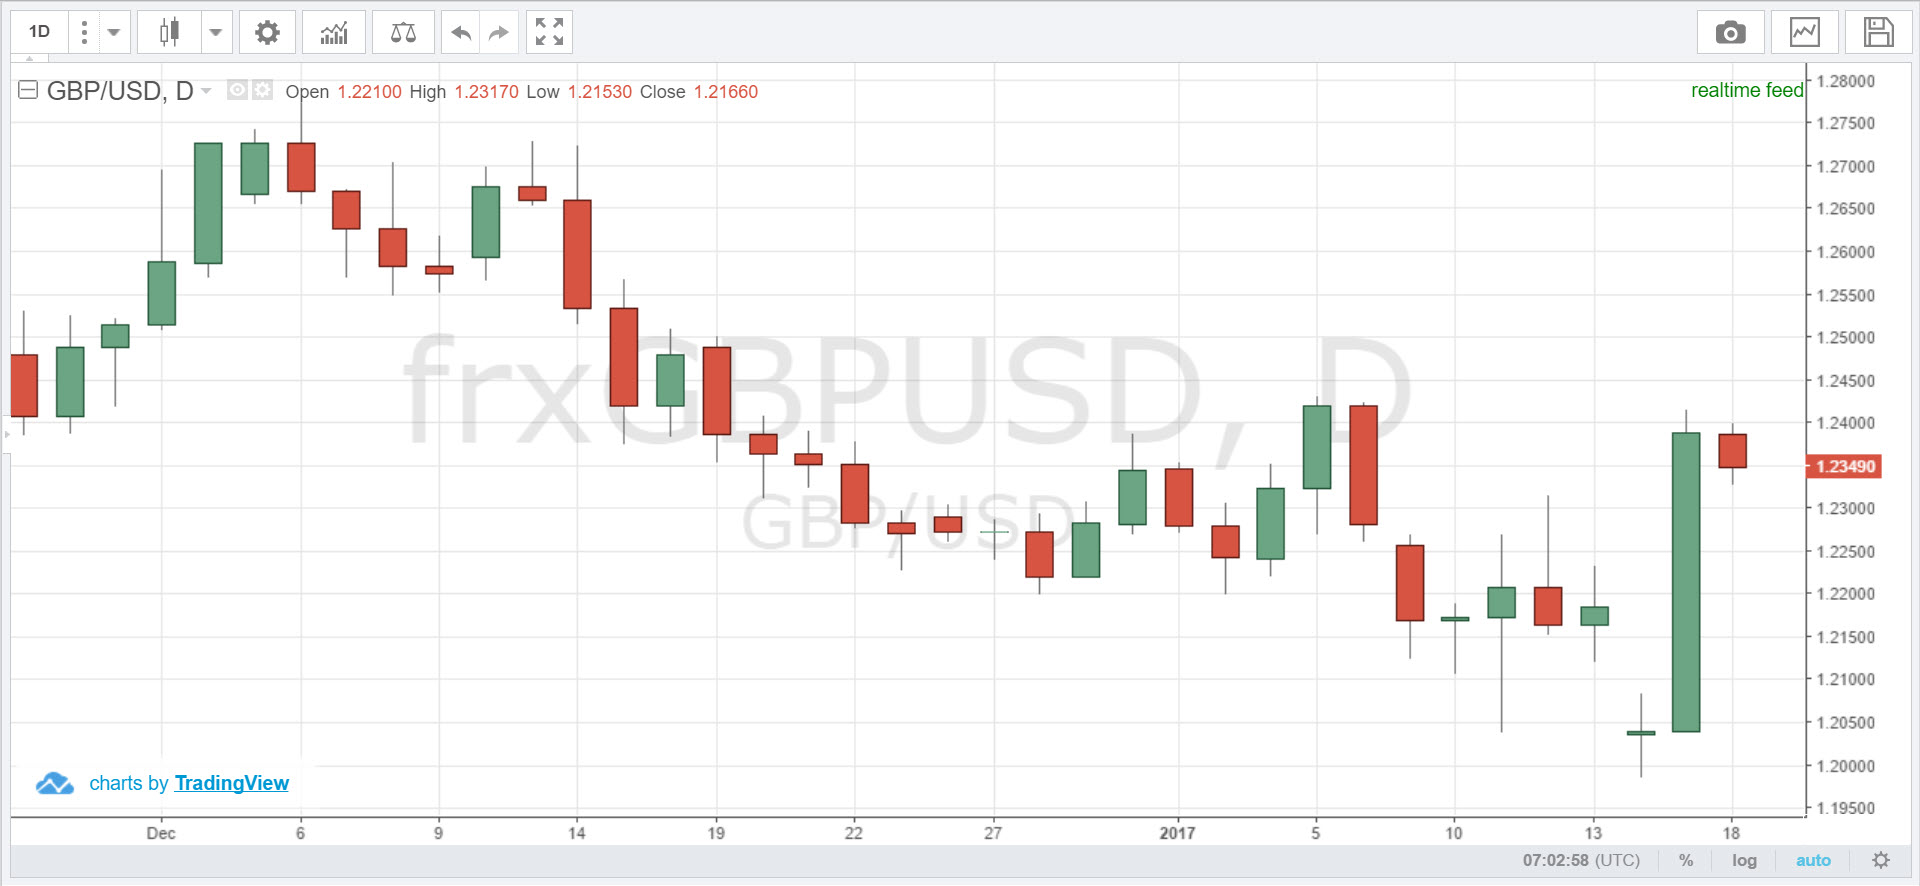 1D
GBP/USD, D Open 1.22100 High 1.23170 Low 1.21530 Close 1.21660
realtime feed
1.28000
1.27500
1.27000
1.26500
1.26000
1.25500
1.25000
1.24500
1.24000
1.23490
1.23000
1.22500
1.22000
1.21500
1.21000
1.20500
1.20000
1.19500
frxGBPUSD, D
GBP/USD
charts by TradingView
Dec 6 9 14 19 22 27 2017 5 10 13 18
07:02:58 (UTC) % log auto